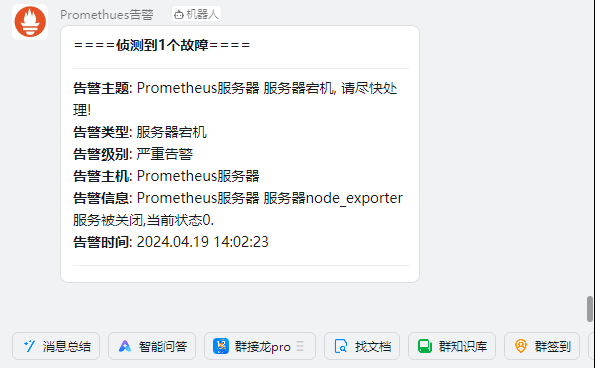 Promethues告警 机器人
====侦测到1个故障====
告警主题: Prometheus服务器 服务器宕机, 请尽快处
理!
告警类型: 服务器宕机
告警级别: 严重告警
告警主机: Prometheus服务器
告警信息: Prometheus服务器 服务器node_exporter
服务被关闭,当前状态0.
告警时间: 2024.04.19 14:02:23
消息总结 智能问答 群接龙pro 找文档 群知识库 群签到